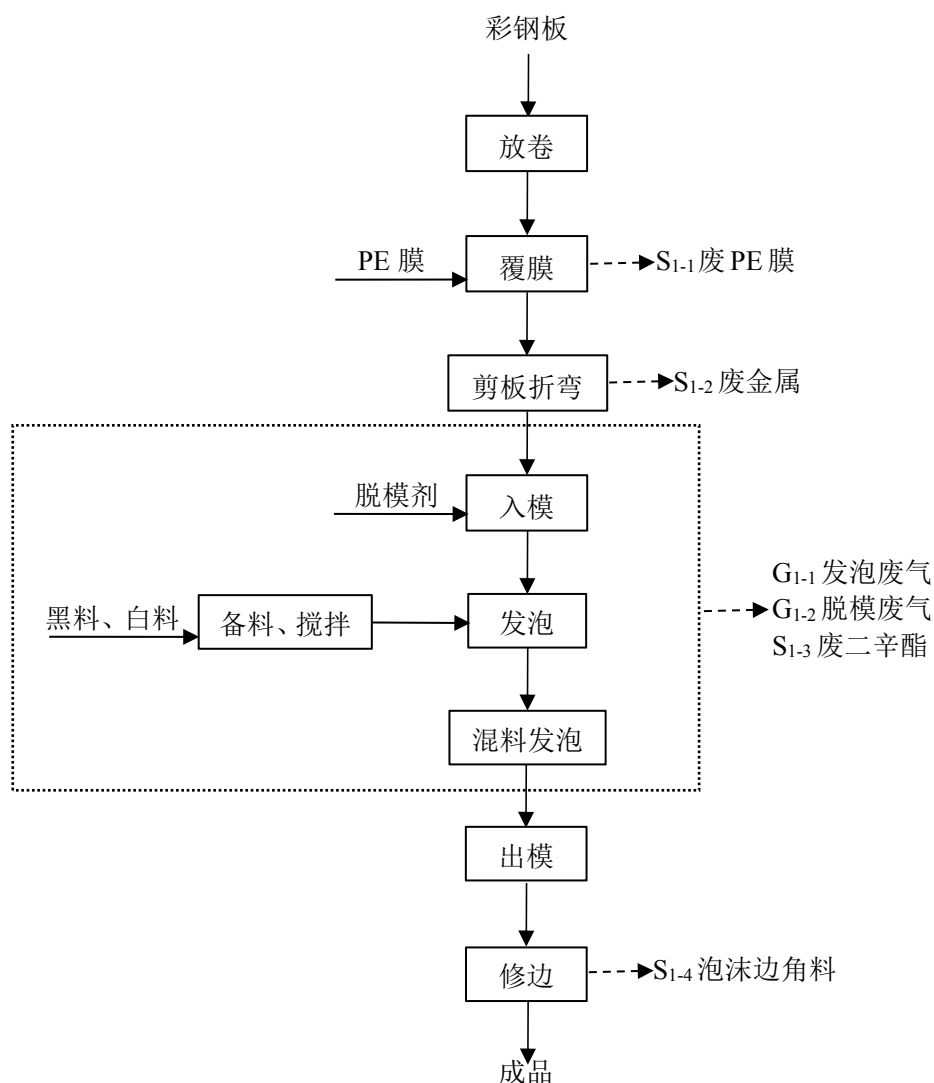 彩钢板
放卷
PE 膜
覆膜
S1-1废 PE 膜
剪板折弯
S1-2废金属
脱模剂
入模
G1-1发泡废气
黑料、白料
备料、搅拌
发泡
G1-2脱模废气
S1-3废二辛酯
混料发泡
出模
修边
S1-4泡沫边角料
成品